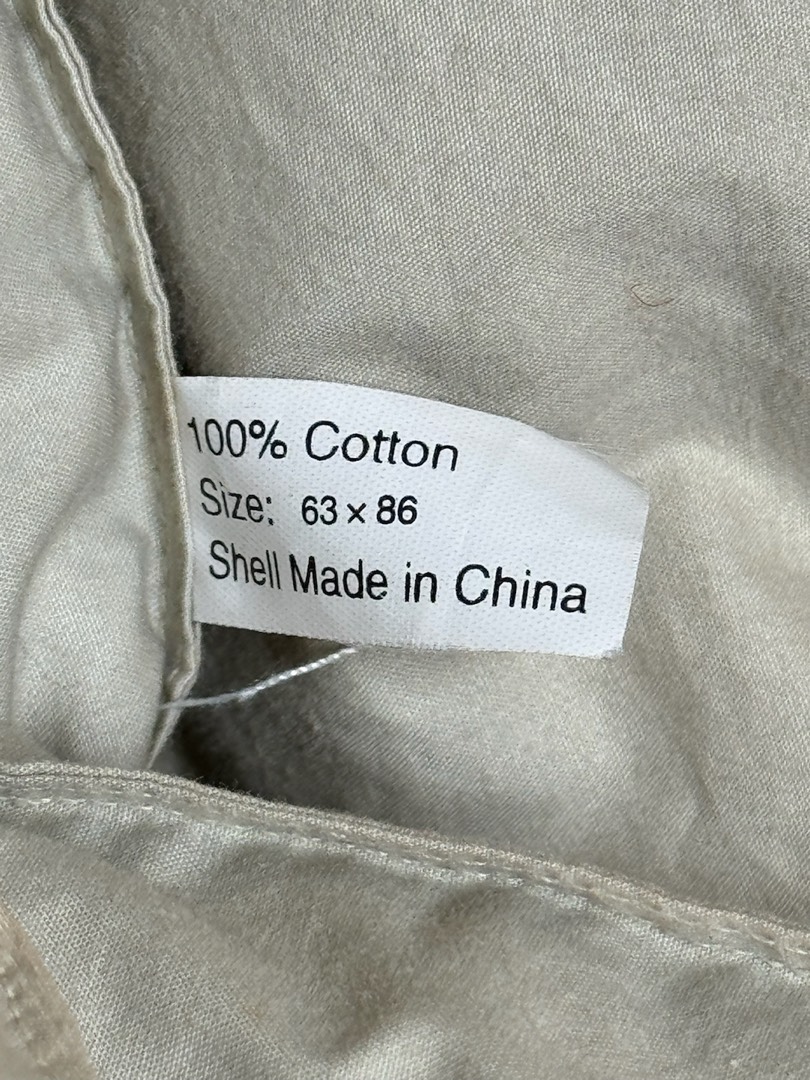 100% Cotton
Size: 63 × 86
Shell Made in China